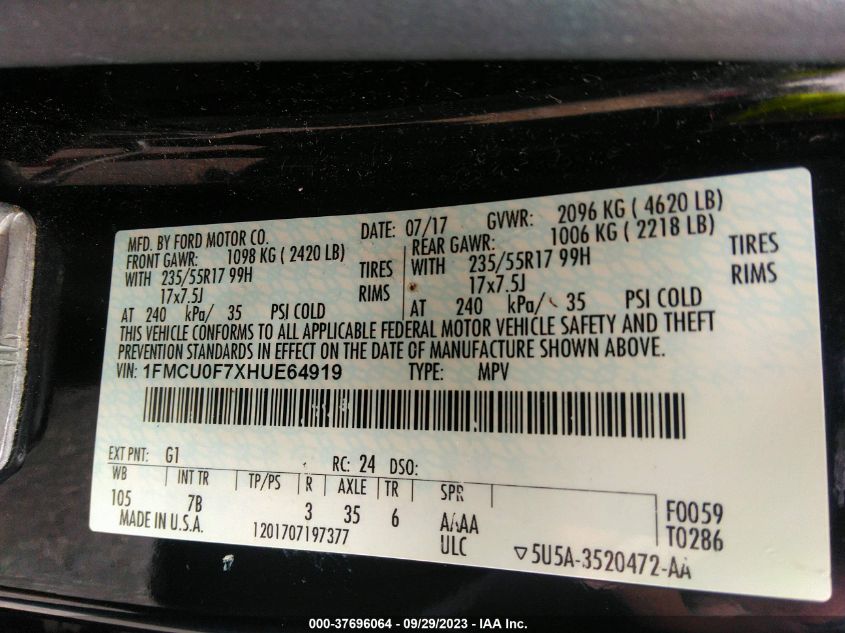 MFD. BY FORD MOTOR CO. DATE: 07/17 GVWR: 2096 KG ( 4620 LB)
FRONT GAWR: 1098 KG ( 2420 LB) REAR GAWR: 1006 KG ( 2218 LB)
WITH 235/55R17 99H TIRES WITH 235/55R17 99H TIRES
17x7.5J RIMS 17x7.5J RIMS
AT 240 kPa/ 35 PSI COLD AT 240 kPa/ 35 PSI COLD
THIS VEHICLE CONFORMS TO ALL APPLICABLE FEDERAL MOTOR VEHICLE SAFETY AND THEFT
PREVENTION STANDARDS IN EFFECT ON THE DATE OF MANUFACTURE SHOWN ABOVE.
VIN: 1FMCU0F7XHUE64919 TYPE: MPV
EXT PNT: G1 RC: 24 DSO:
WB INT TR TP/PS R AXLE TR SPR
105 7B 3 35 6 AAAA F0059
MADE IN U.S.A. 1201707197377 ULC T0286
▽5U5A-3520472-AA
000-37696064 - 09/29/2023 - IAA Inc.